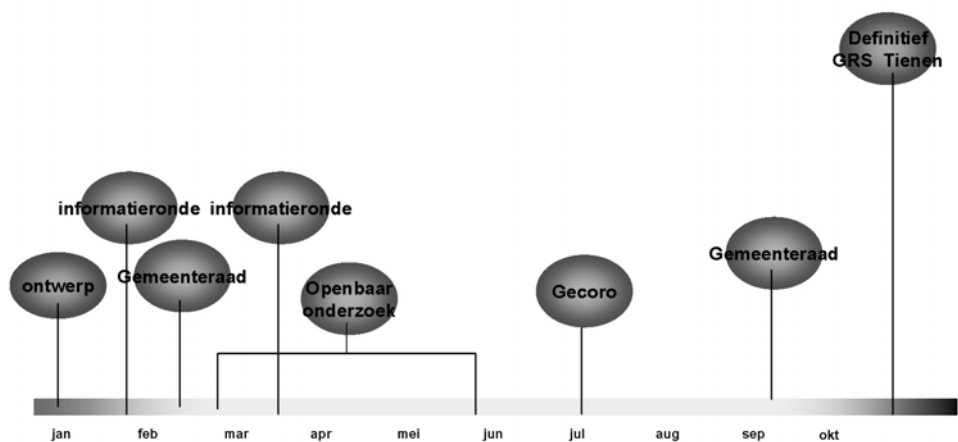 Definitief
GRS Tienen
informatieronde
informatieronde
Gemeenteraad
Gemeenteraad
ontwerp
Openbaar
onderzoek
Gecoro
jan feb mar apr mei jun jul aug sep okt